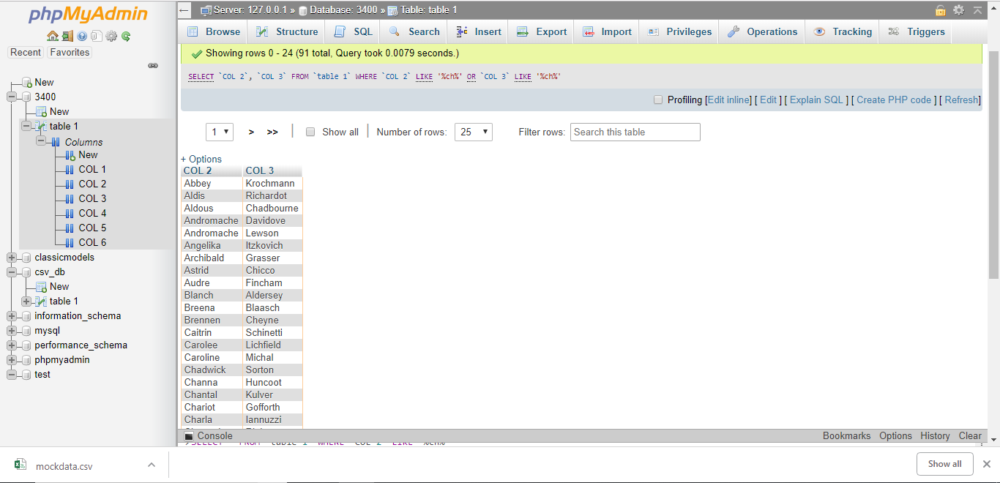 phpMyAdmin
Recent Favorites
New
3400
New
table 1
Columns
New
COL 1
COL 2
COL 3
COL 4
COL 5
COL 6
classicmodels
csv_db
New
table 1
information_schema
mysql
performance_schema
phpmyadmin
test
Server: 127.0.0.1 » Database: 3400 » Table: table 1
Browse Structure SQL Search Insert Export Import Privileges Operations Tracking Triggers
Showing rows 0 - 24 (91 total, Query took 0.0079 seconds.)
SELECT `COL 2`, `COL 3` FROM `table 1` WHERE `COL 2` LIKE '%ch%' OR `COL 3` LIKE '%ch%'
Profiling [Edit inline] [ Edit ] [ Explain SQL ] [ Create PHP code ] [ Refresh]
1 > >> Show all Number of rows: 25 Filter rows: Search this table
+ Options
COL 2 COL 3
Abbey Krochmann
Aldis Richardot
Aldous Chadbourne
Andromache Davidove
Andromache Lewson
Angelika Itzkovich
Archibald Grasser
Astrid Chicco
Audre Fincham
Blanch Aldersey
Breena Blaasch
Brennen Cheyne
Caitrin Schinetti
Carolee Lichfield
Caroline Michal
Chadwick Sorton
Channa Huncoot
Chantal Kulver
Chariot Gofforth
Charla Iannuzzi
Console Bookmarks Options History Clear
mockdata.csv Show all